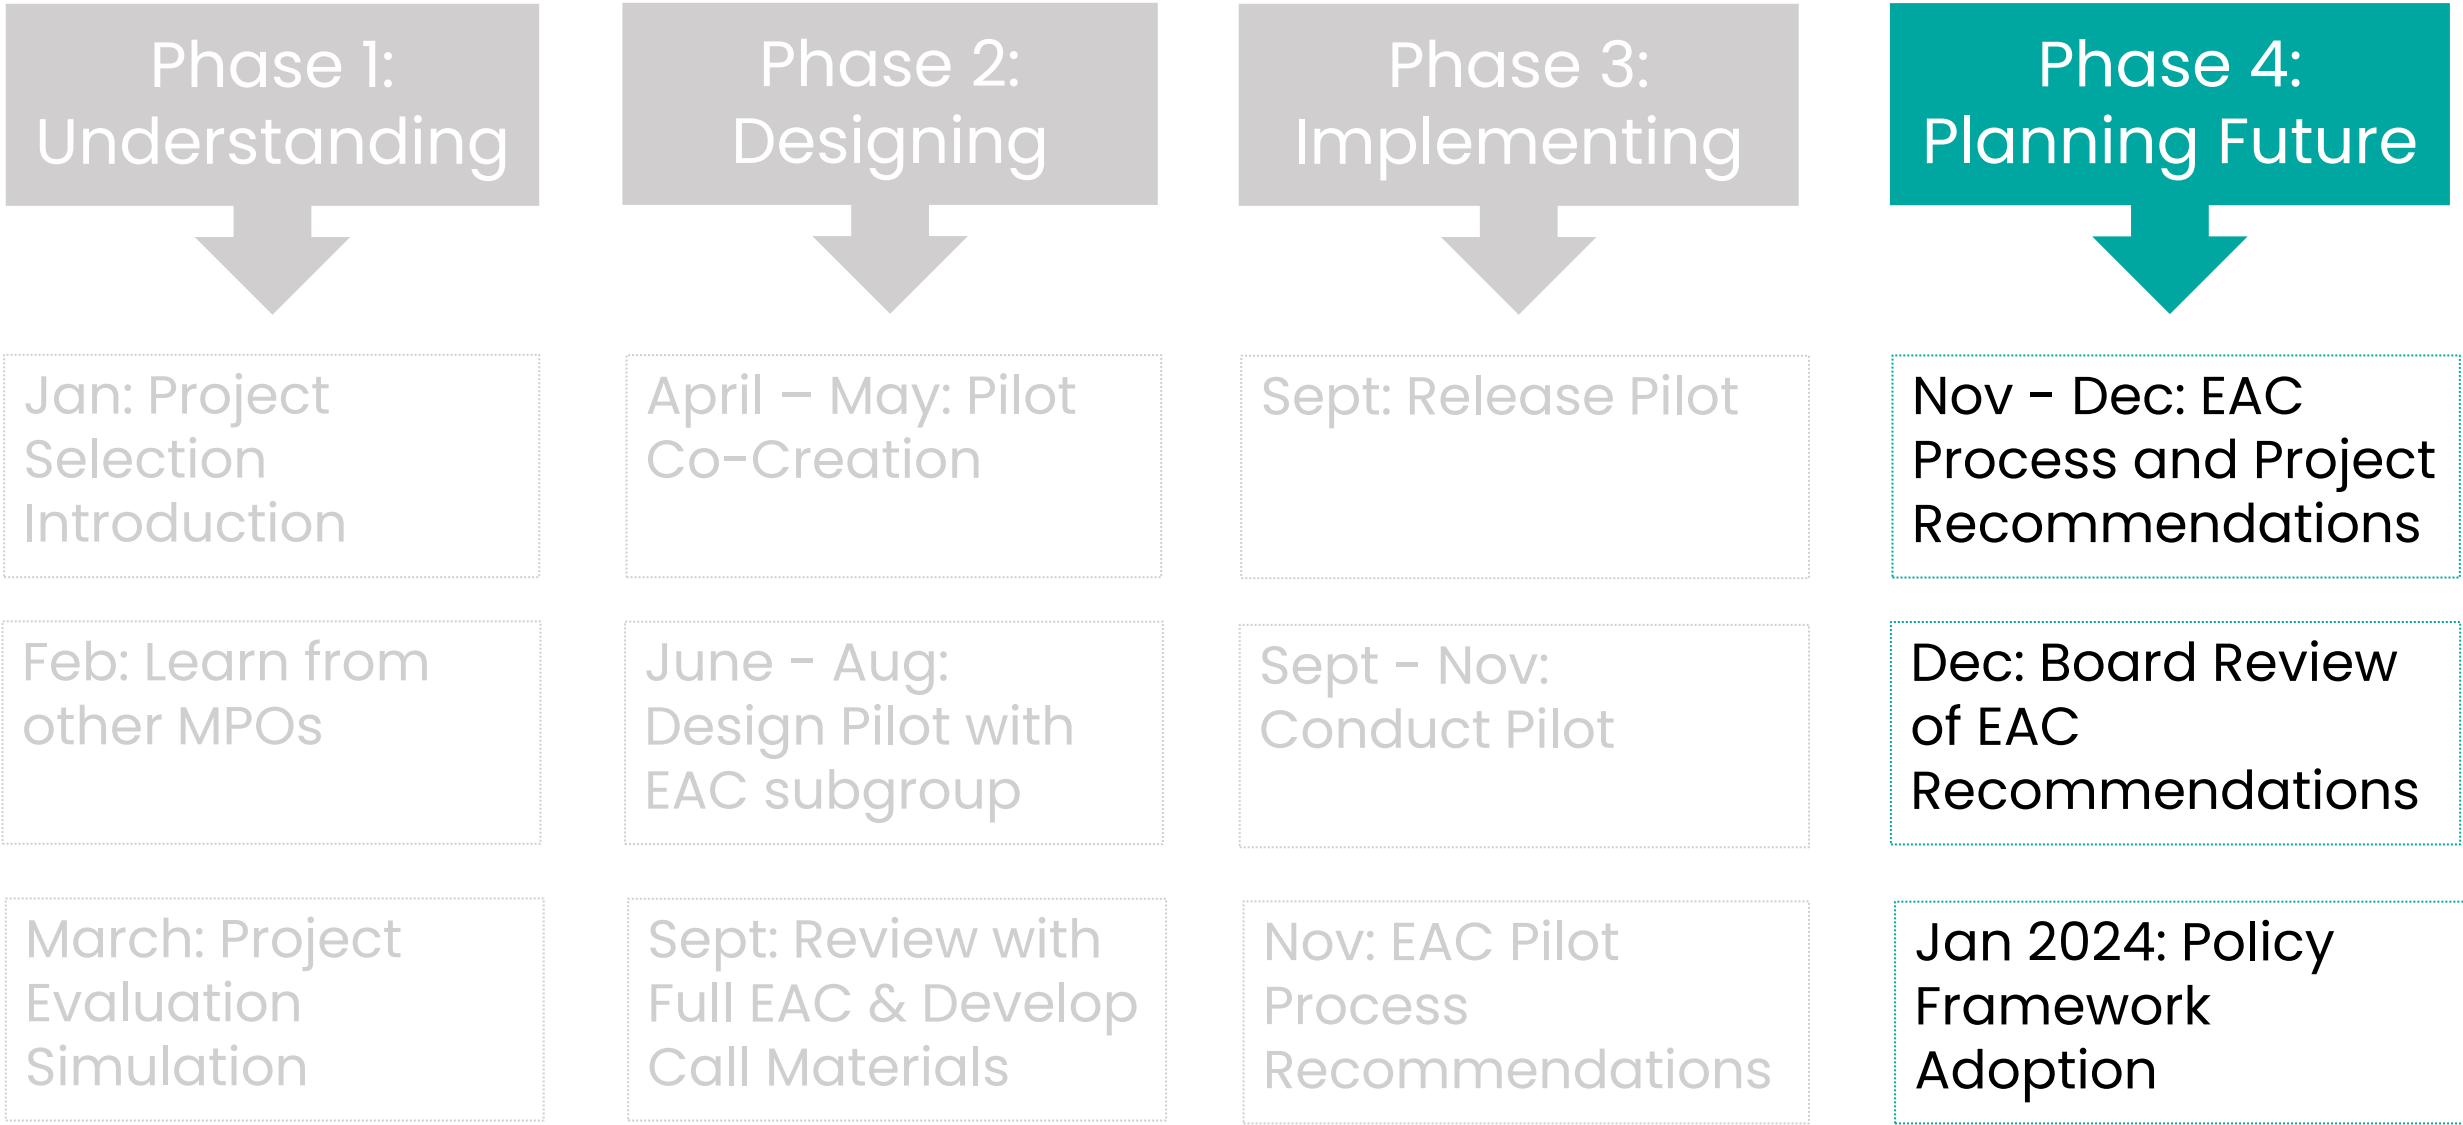 Phase 1:
Understanding
Jan: Project
Selection
Introduction
Feb: Learn from
other MPOs
March: Project
Evaluation
Simulation
Phase 2:
Designing
April – May: Pilot
Co-Creation
June - Aug:
Design Pilot with
EAC subgroup
Sept: Review with
Full EAC & Develop
Call Materials
Phase 3:
Implementing
Sept: Release Pilot
Sept - Nov:
Conduct Pilot
Nov: EAC Pilot
Process
Recommendations
Phase 4:
Planning Future
Nov - Dec: EAC
Process and Project
Recommendations
Dec: Board Review
of EAC
Recommendations
Jan 2024: Policy
Framework
Adoption